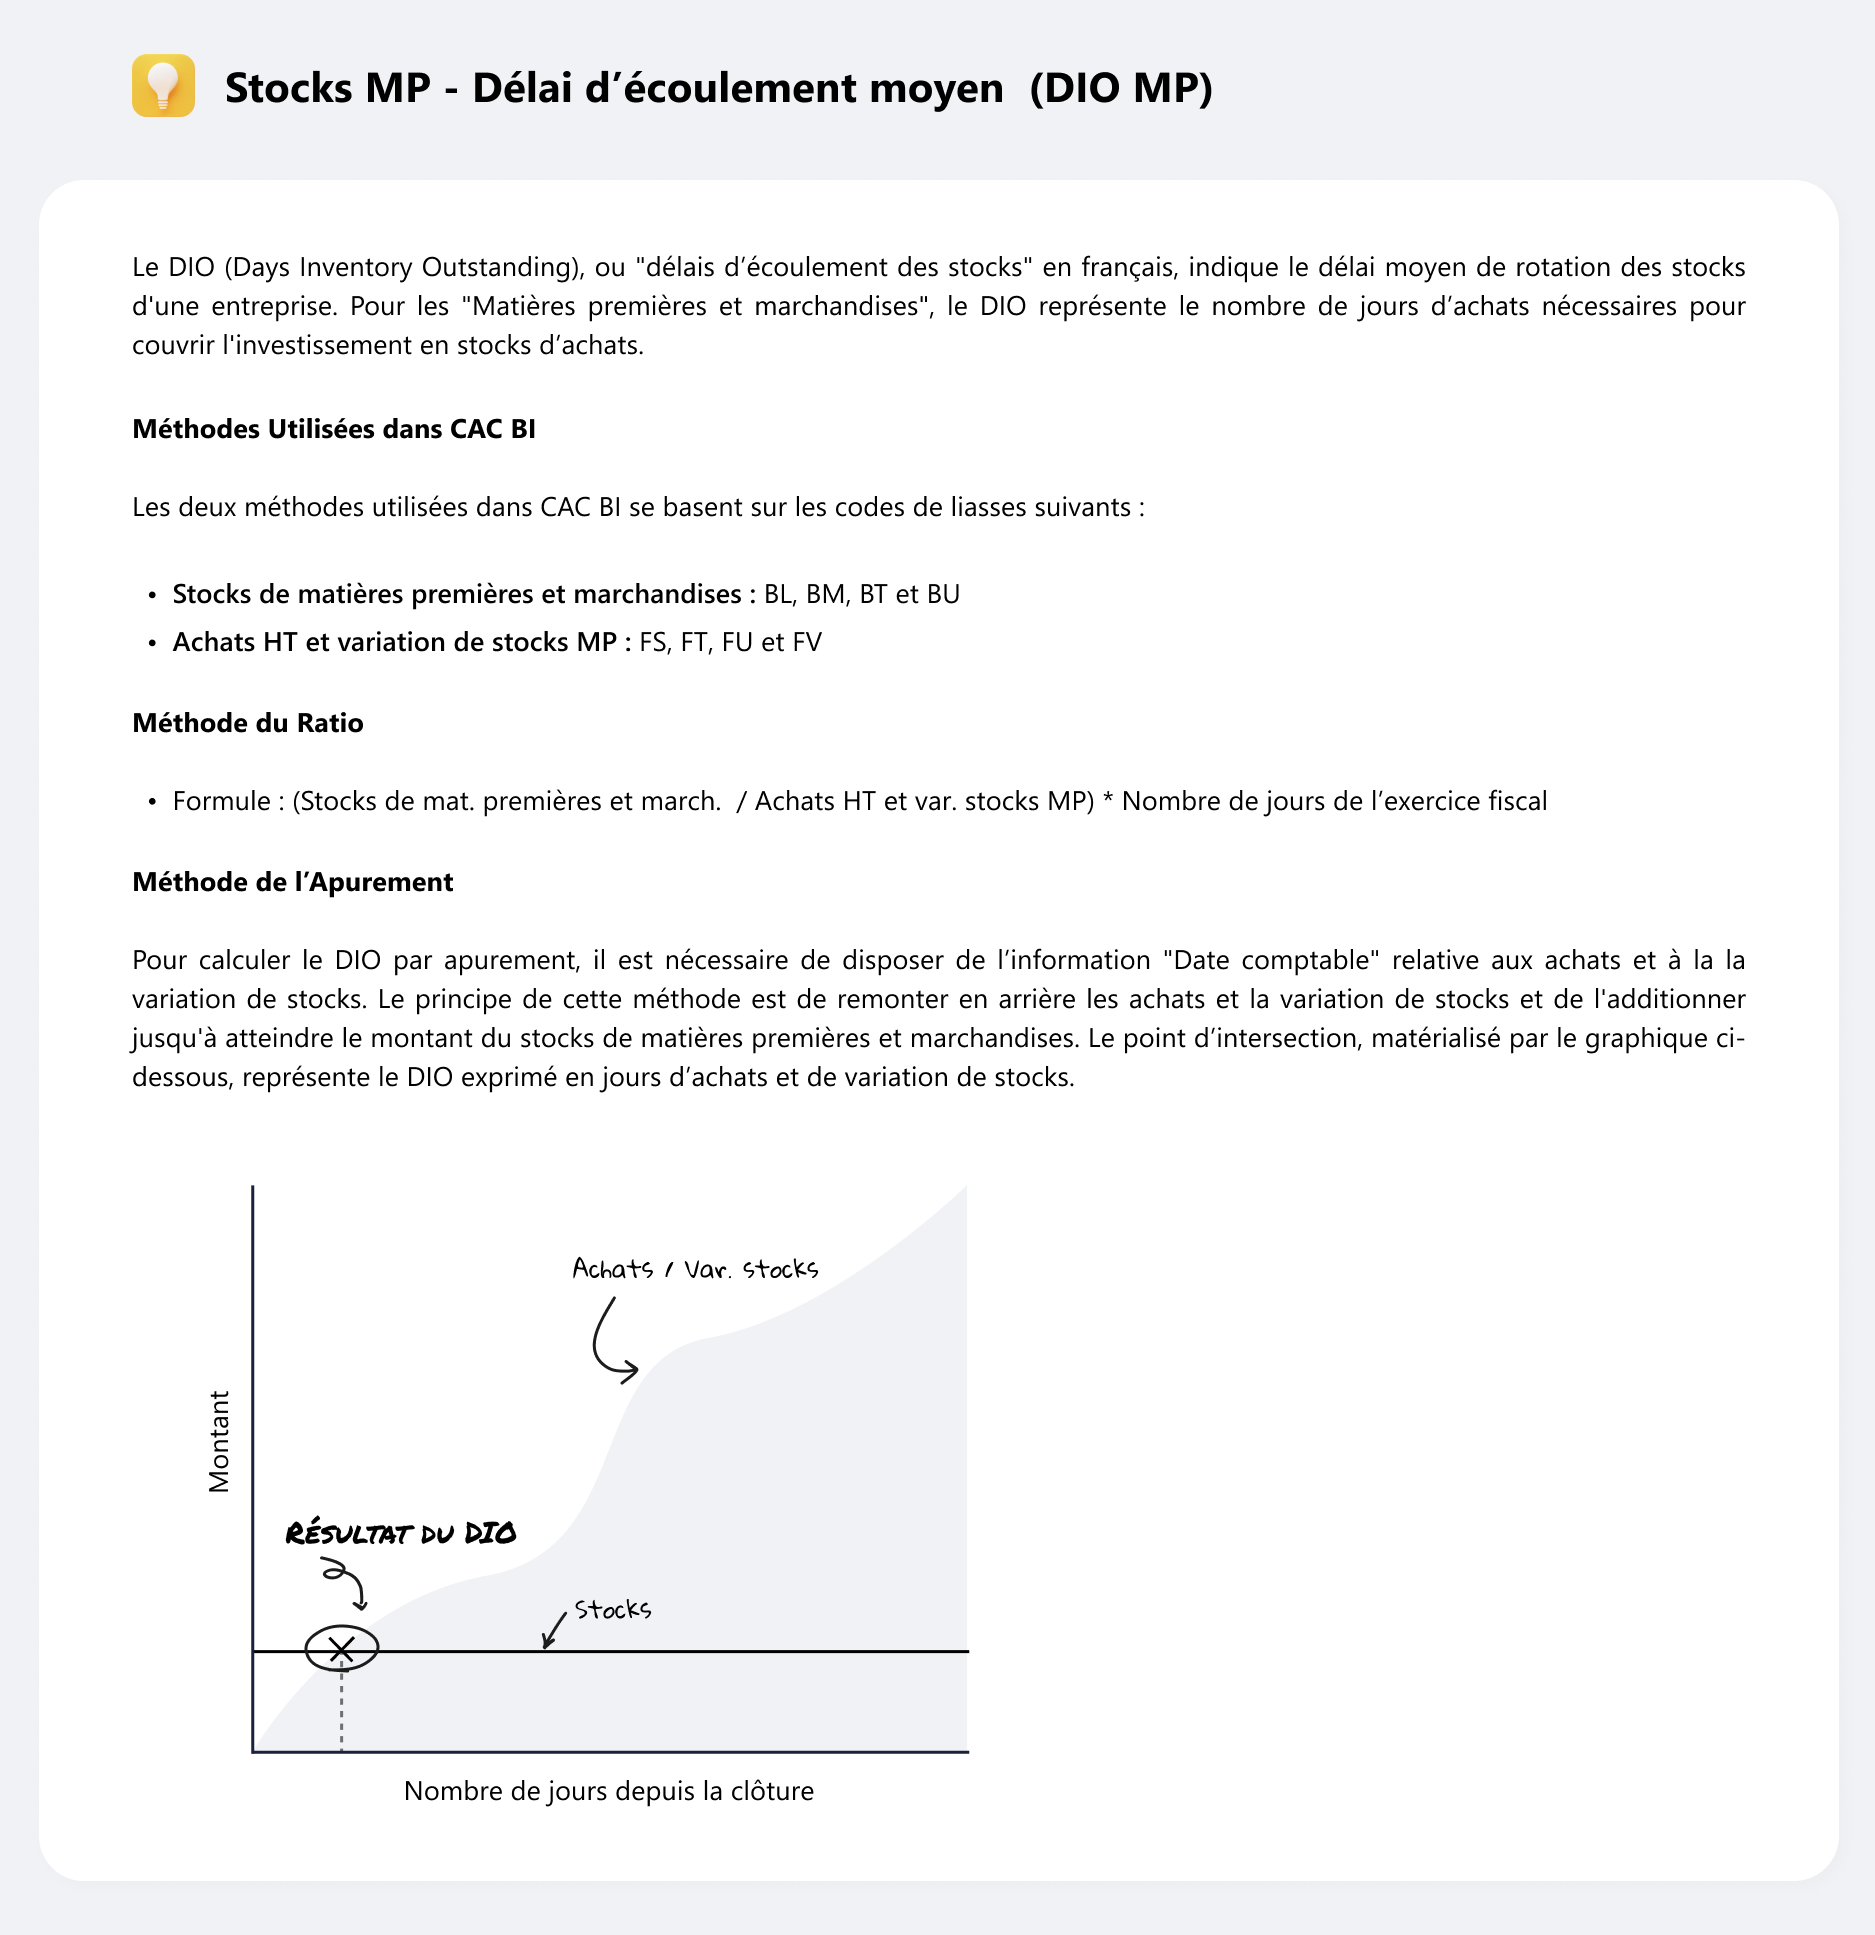 Stocks MP - Délai d’écoulement moyen  (DIO MP)
Le DIO (Days Inventory Outstanding), ou "délais d’écoulement des stocks" en français, indique le délai moyen de rotation des stocks
d'une entreprise. Pour les "Matières premières et marchandises", le DIO représente le nombre de jours d’achats nécessaires pour
couvrir l'investissement en stocks d’achats.
Méthodes Utilisées dans CAC BI
Les deux méthodes utilisées dans CAC BI se basent sur les codes de liasses suivants :
• Stocks de matières premières et marchandises : BL, BM, BT et BU
• Achats HT et variation de stocks MP : FS, FT, FU et FV
Méthode du Ratio
• Formule : (Stocks de mat. premières et march.  / Achats HT et var. stocks MP) * Nombre de jours de l’exercice fiscal
Méthode de l’Apurement
Pour calculer le DIO par apurement, il est nécessaire de disposer de l’information "Date comptable" relative aux achats et à la la
variation de stocks. Le principe de cette méthode est de remonter en arrière les achats et la variation de stocks et de l'additionner
jusqu'à atteindre le montant du stocks de matières premières et marchandises. Le point d’intersection, matérialisé par le graphique ci-
dessous, représente le DIO exprimé en jours d’achats et de variation de stocks.
Achats / Var. stocks
Montant
RÉSULTAT DU DIO
Stocks
Nombre de jours depuis la clôture